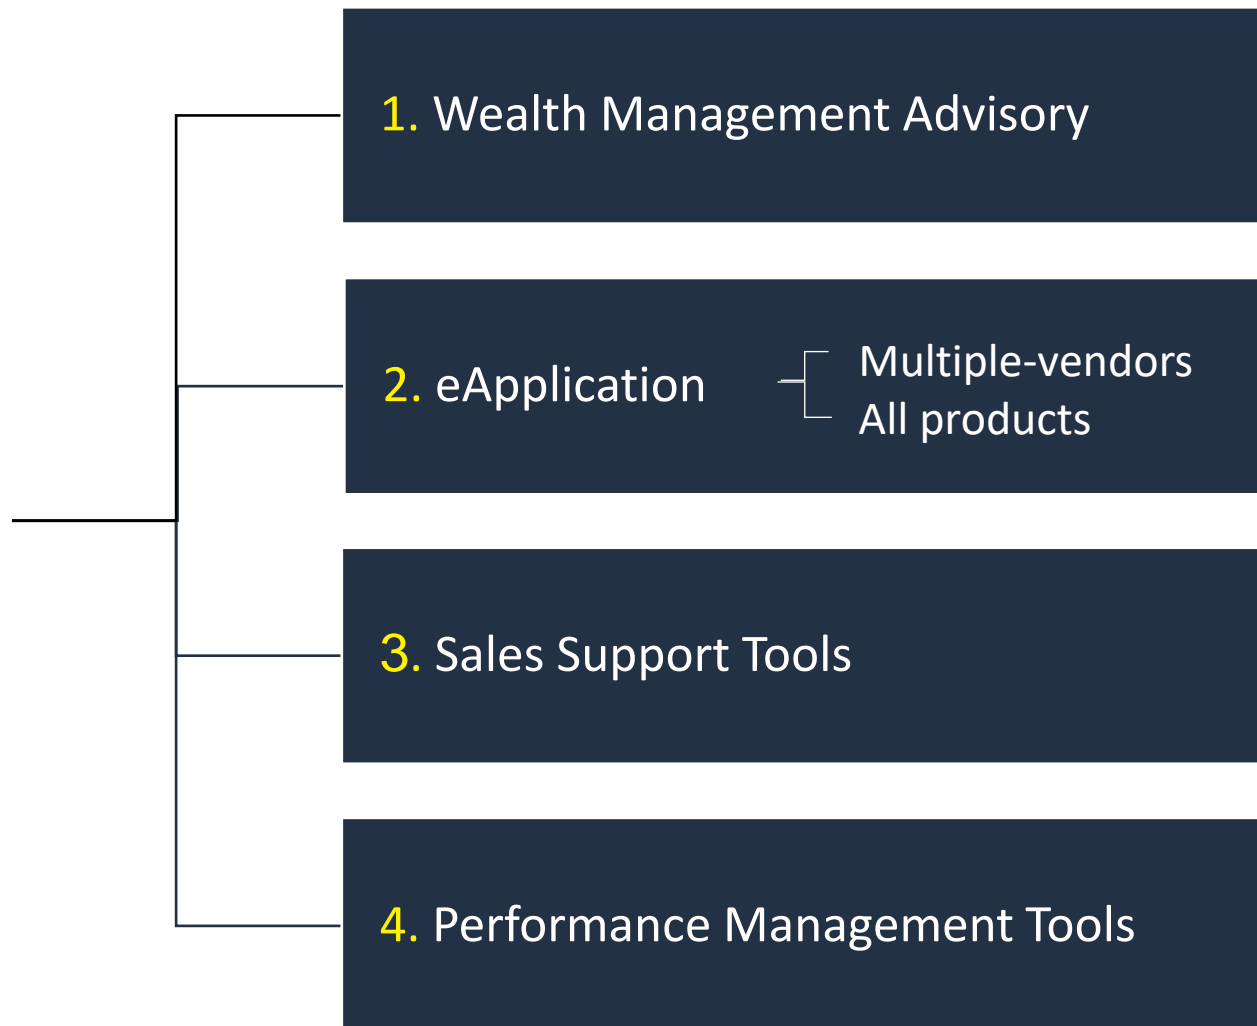 1. Wealth Management Advisory
2. eApplication
Multiple-vendors
All products
3. Sales Support Tools
4. Performance Management Tools